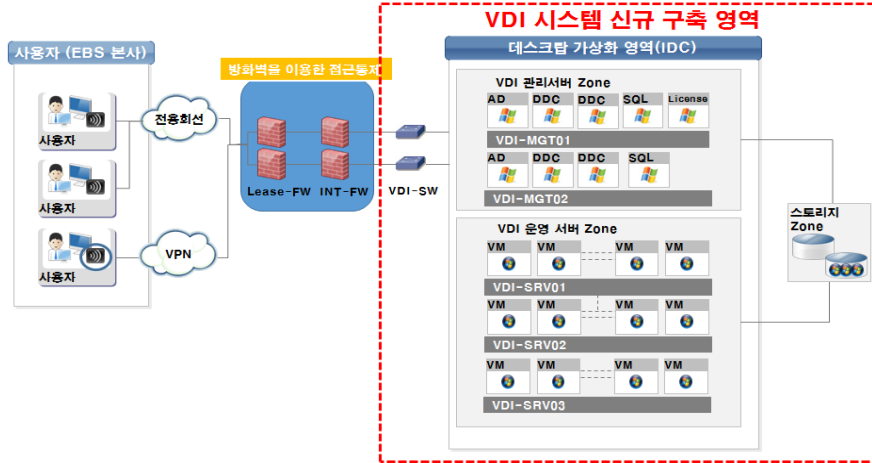 VDI 시스템 신규 구축 영역
사용자 (EBS 본사)
데스크탑 가상화 영역(IDC)
방화벽을 이용한 접근통제
사용자
사용자
사용자
전용회선
VPN
Lease-FW
INT-FW
VDI-SW
VDI 관리서버 Zone
AD DDC DDC SQL License
VDI-MGT01
AD DDC DDC SQL
VDI-MGT02
VDI 운영 서버 Zone
VM VM VM VM
VDI-SRV01
VM VM VM VM
VDI-SRV02
VM VM VM VM
VDI-SRV03
스토리지
Zone